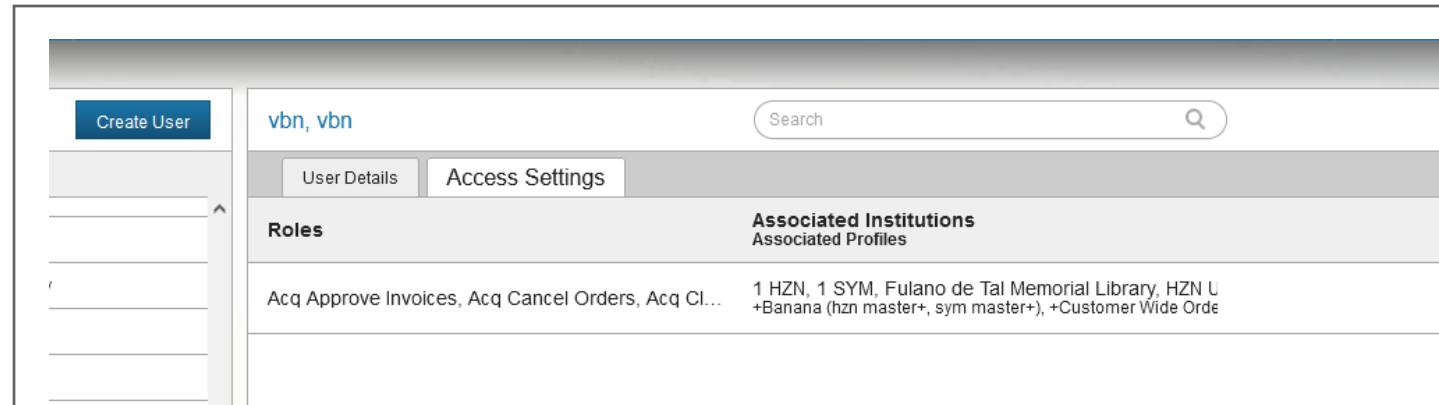 Create User
vbn, vbn
Search
User Details
Access Settings
Roles
Associated Institutions
Associated Profiles
Acq Approve Invoices, Acq Cancel Orders, Acq Cl...
1 HZN, 1 SYM, Fulano de Tal Memorial Library, HZN U
+Banana (hzn master+, sym master+), +Customer Wide Orde